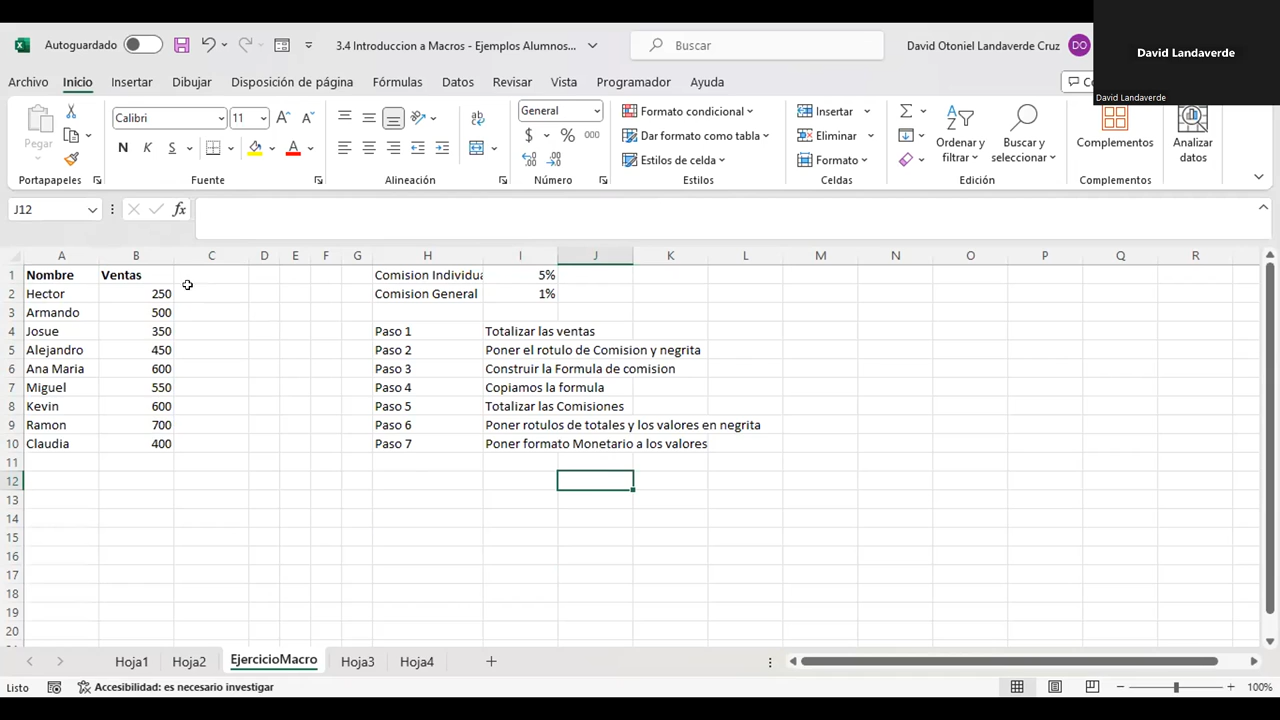 Autoguardado
3.4 Introduccion a Macros - Ejemplos Alumnos...
Buscar
David Otoniel Landaverde Cruz
DO
David Landaverde
David Landaverde
Archivo Inicio Insertar Dibujar Disposición de página Fórmulas Datos Revisar Vista Programador Ayuda
Pegar
Calibri 11
N K S
General
$ % 000
Formato condicional
Dar formato como tabla
Estilos de celda
Insertar
Eliminar
Formato
Ordenar y
filtrar
Buscar y
seleccionar
Complementos
Analizar
datos
Portapapeles Fuente Alineación Número Estilos Celdas Edición Complementos
J12 fx
A B C D E F G H I J K L M N O P Q R
1 Nombre Ventas Comision Individua 5%
2 Hector 250 Comision General 1%
3 Armando 500
4 Josue 350 Paso 1 Totalizar las ventas
5 Alejandro 450 Paso 2 Poner el rotulo de Comision y negrita
6 Ana Maria 600 Paso 3 Construir la Formula de comision
7 Miguel 550 Paso 4 Copiamos la formula
8 Kevin 600 Paso 5 Totalizar las Comisiones
9 Ramon 700 Paso 6 Poner rotulos de totales y los valores en negrita
10 Claudia 400 Paso 7 Poner formato Monetario a los valores
11
12
13
14
15
16
17
18
19
20
Hoja1 Hoja2 EjercicioMacro Hoja3 Hoja4
Listo Accesibilidad: es necesario investigar 100%